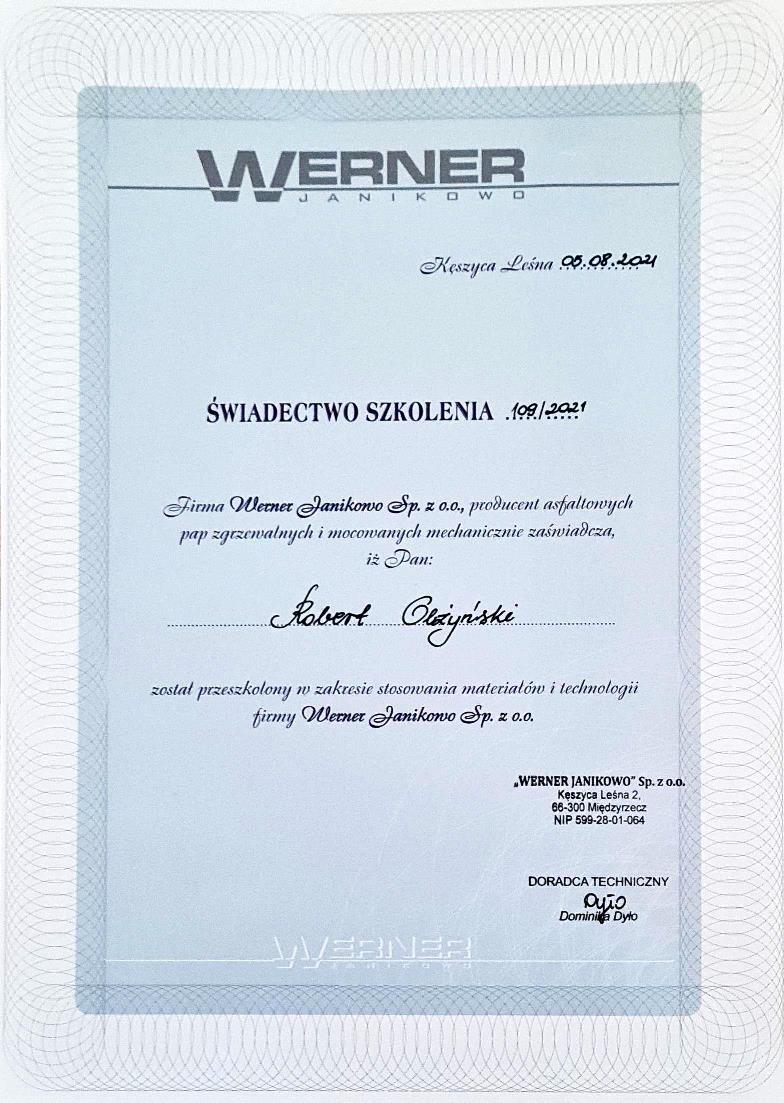 WERNER
JANIKOWO
Kęszyca Leśna 05.08.2021
ŚWIADECTWO SZKOLENIA 109/2021
Firma Werner Janikowo Sp. z o.o., producent asfaltowych
pap zgrzewalnych i mocowanych mechanicznie zaświadcza,
iż Pan:
Robert Olżyński
został przeszkolony w zakresie stosowania materiałów i technologii
firmy Werner Janikowo Sp. z o.o.
„WERNER JANIKOWO" Sp. z o.o.
Kęszyca Leśna 2,
66-300 Międzyrzecz
NIP 599-28-01-064
DORADCA TECHNICZNY
Dyło
Dominika Dyło
WERNER
JANIKOWO